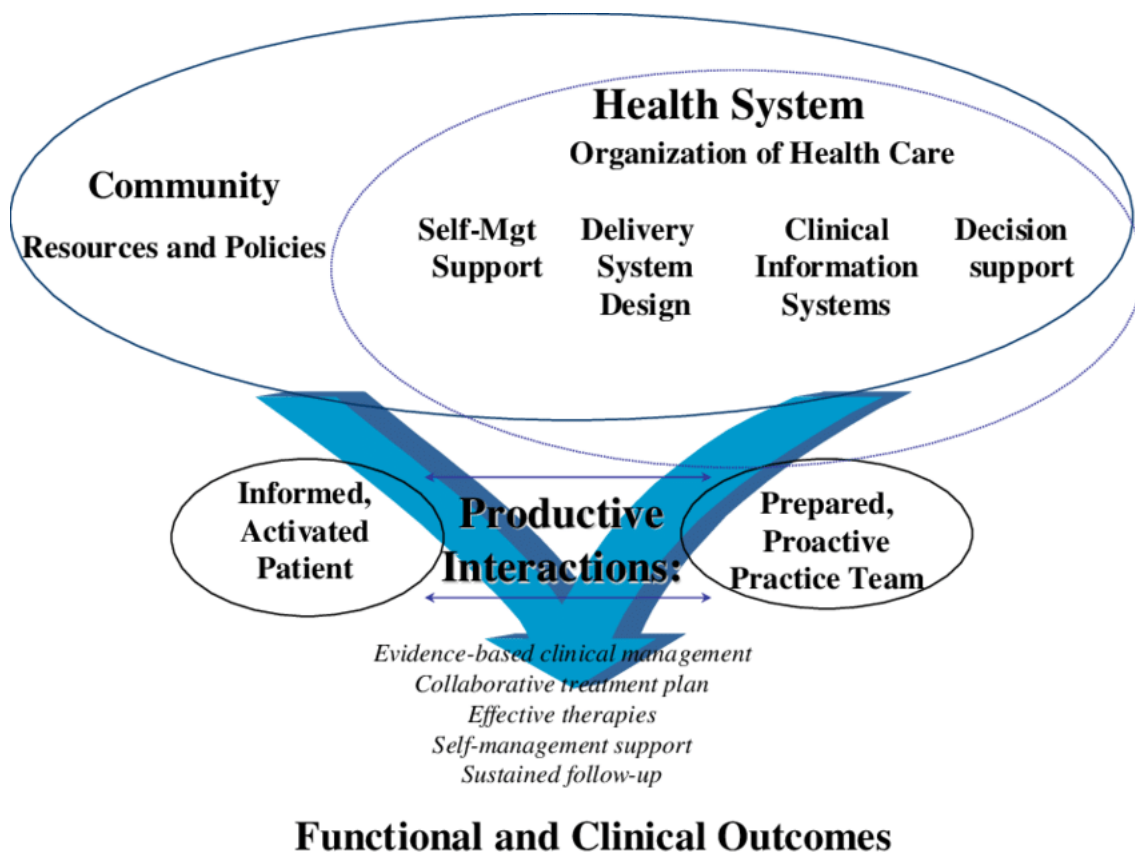 Health System
Organization of Health Care
Community
Resources and Policies
Self-Mgt
Support
Delivery
System
Design
Clinical
Information
Systems
Decision
support
Informed,
Activated
Patient
Productive
Interactions:
Prepared,
Proactive
Practice Team
Evidence-based clinical management
Collaborative treatment plan
Effective therapies
Self-management support
Sustained follow-up
Functional and Clinical Outcomes